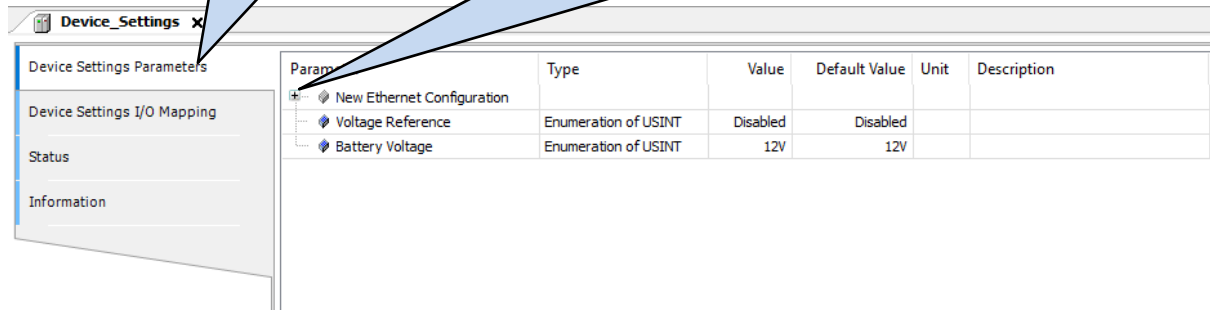 Device_Settings x
Device Settings Parameters
Device Settings I/O Mapping
Status
Information
Type Value Default Value Unit Description
New Ethernet Configuration
Voltage Reference Enumeration of USINT Disabled Disabled
Battery Voltage Enumeration of USINT 12V 12V